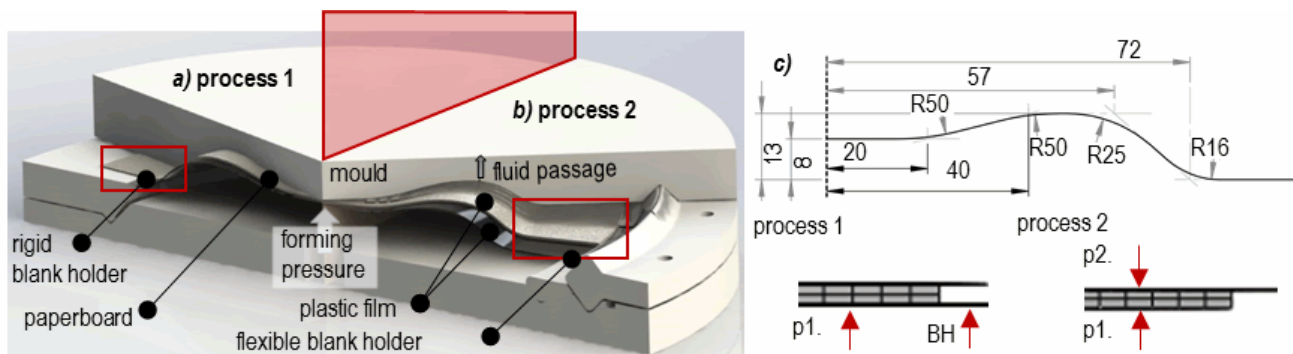 a) process 1
b) process 2
mould
fluid passage
rigid
blank holder
forming
pressure
paperboard
plastic film
flexible blank holder
c)
72
57
R50
13
8
20
40
R50
R25
R16
process 1
process 2
p2.
p1.
BH
p1.